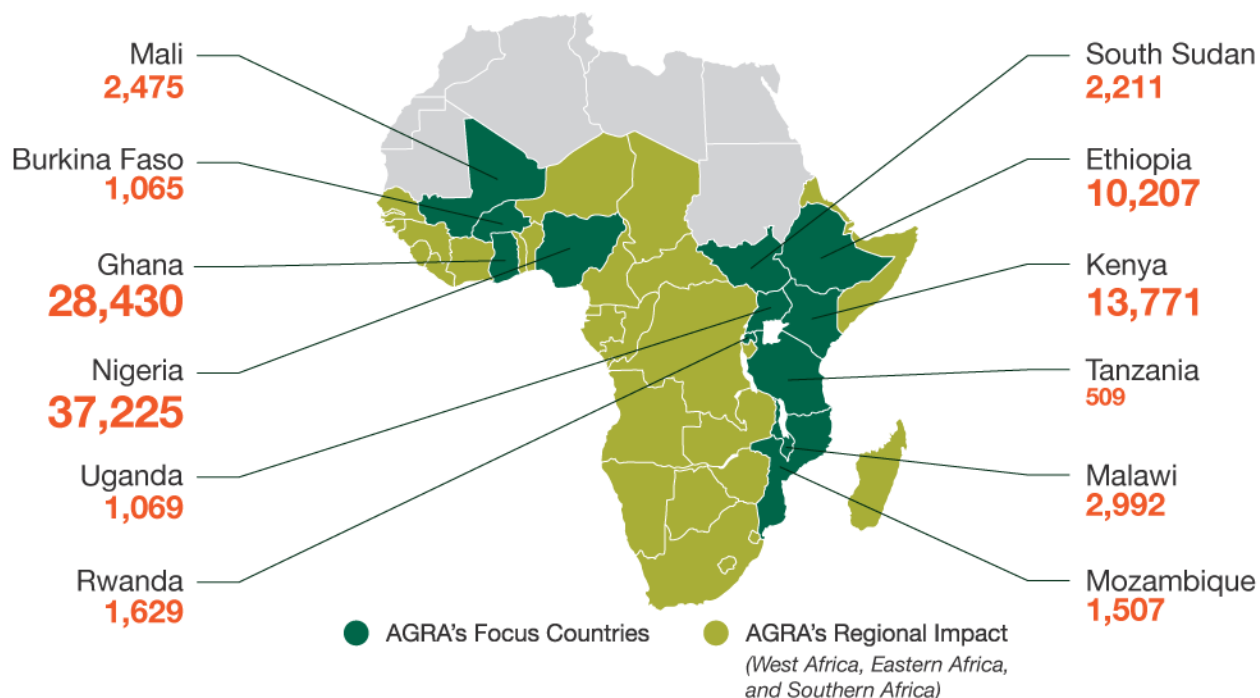 Mali
2,475
Burkina Faso
1,065
Ghana
28,430
Nigeria
37,225
Uganda
1,069
Rwanda
1,629
South Sudan
2,211
Ethiopia
10,207
Kenya
13,771
Tanzania
509
Malawi
2,992
Mozambique
1,507
AGRA's Focus Countries
AGRA's Regional Impact
(West Africa, Eastern Africa,
and Southern Africa)